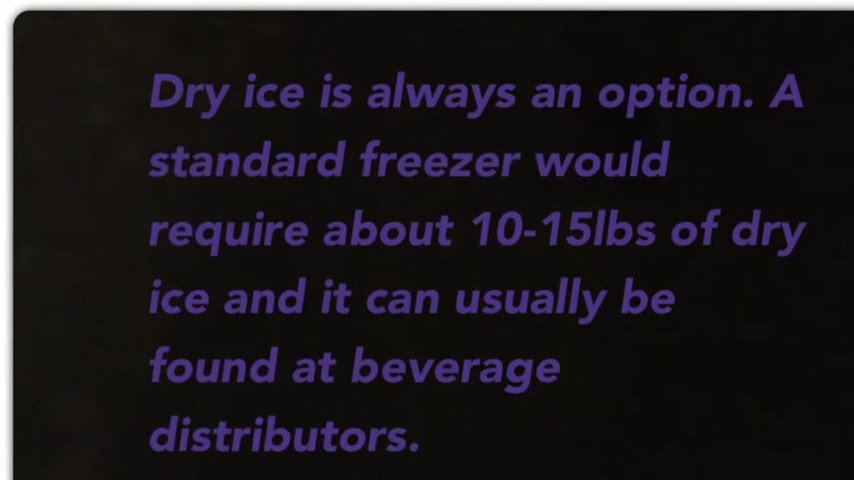 Dry ice is always an option. A
standard freezer would
require about 10-15lbs of dry
ice and it can usually be
found at beverage
distributors.